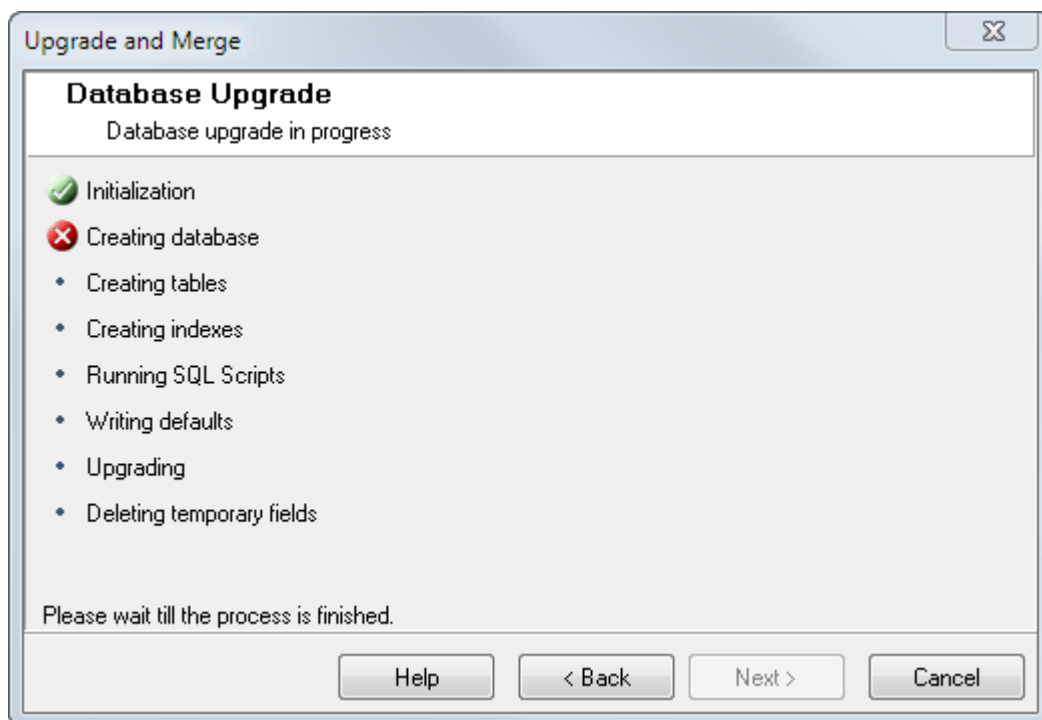 Upgrade and Merge
Database Upgrade
Database upgrade in progress
Initialization
Creating database
Creating tables
Creating indexes
Running SQL Scripts
Writing defaults
Upgrading
Deleting temporary fields
Please wait till the process is finished.
Help < Back Next > Cancel